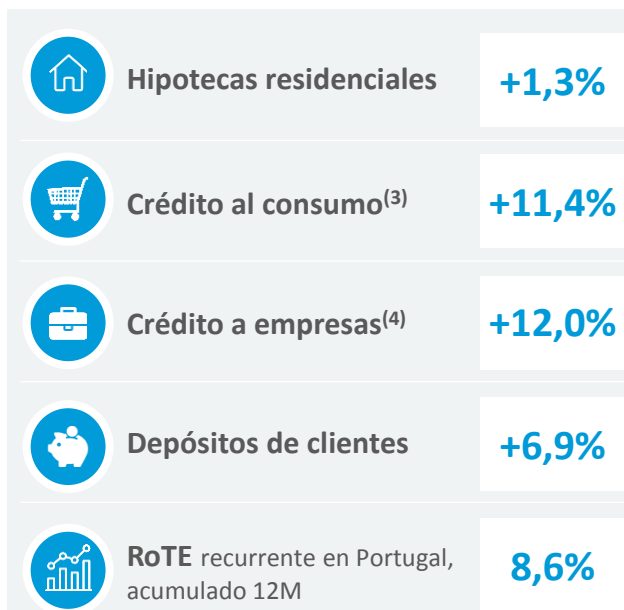 Hipotecas residenciales +1,3%
Crédito al consumo(3) +11,4%
Crédito a empresas(4) +12,0%
Depósitos de clientes +6,9%
RoTE recurrente en Portugal,
acumulado 12M 8,6%